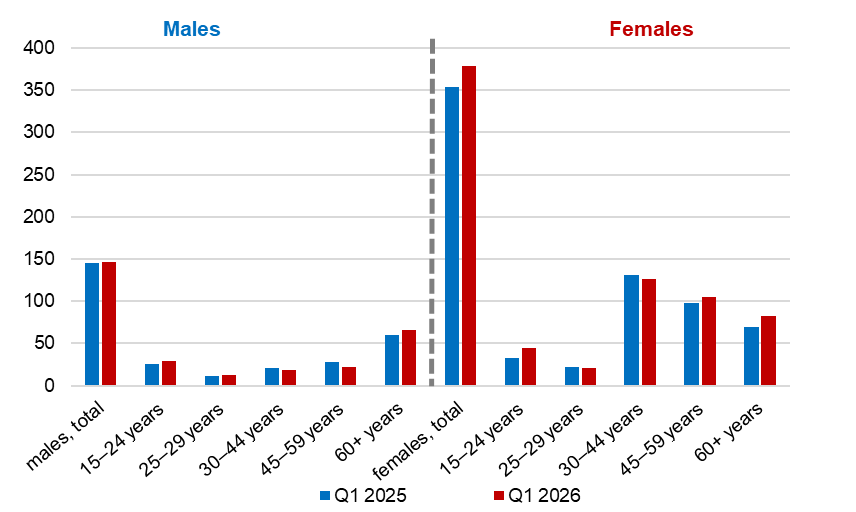 Males Females
400
350
300
250
200
150
100
50
0
males, total
15–24 years
25–29 years
30–44 years
45–59 years
60+ years
females, total
15–24 years
25–29 years
30–44 years
45–59 years
60+ years
Q1 2025 Q1 2026